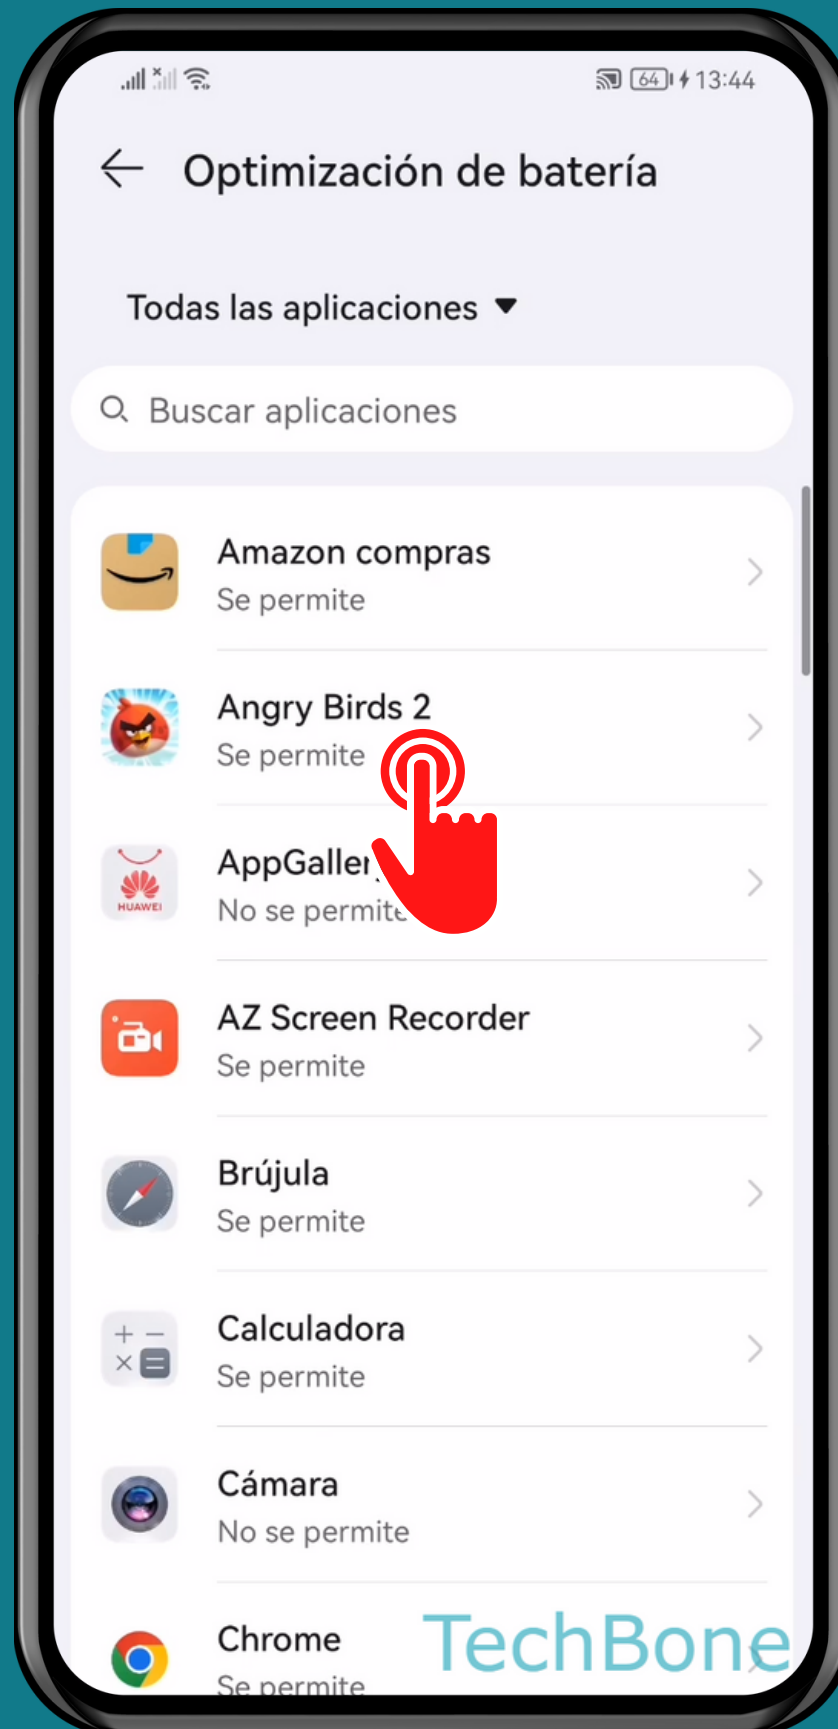 64 13:44
Optimización de batería
Todas las aplicaciones
Buscar aplicaciones
Amazon compras
Se permite
Angry Birds 2
Se permite
AppGallery
No se permite
HUAWEI
AZ Screen Recorder
Se permite
Brújula
Se permite
Calculadora
Se permite
Cámara
No se permite
Chrome
Se permite
TechBone